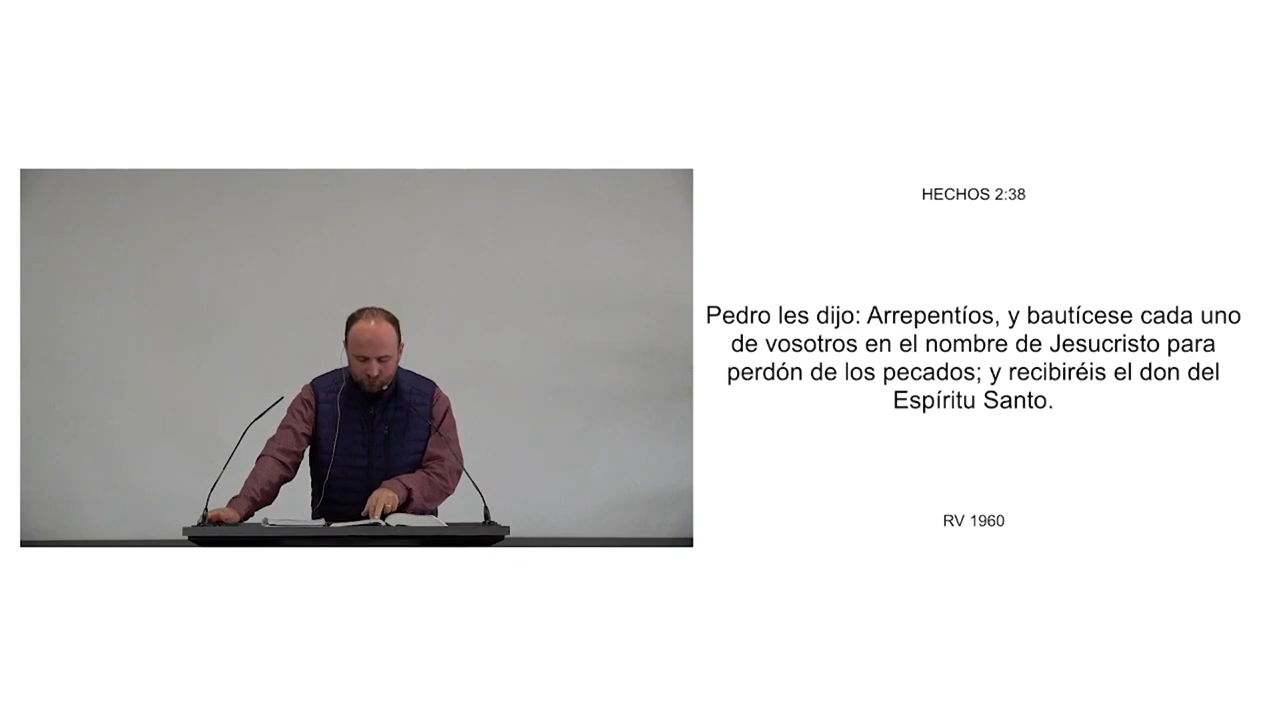 HECHOS 2:38
Pedro les dijo: Arrepentíos, y bautícese cada uno
de vosotros en el nombre de Jesucristo para
perdón de los pecados; y recibiréis el don del
Espíritu Santo.
RV 1960